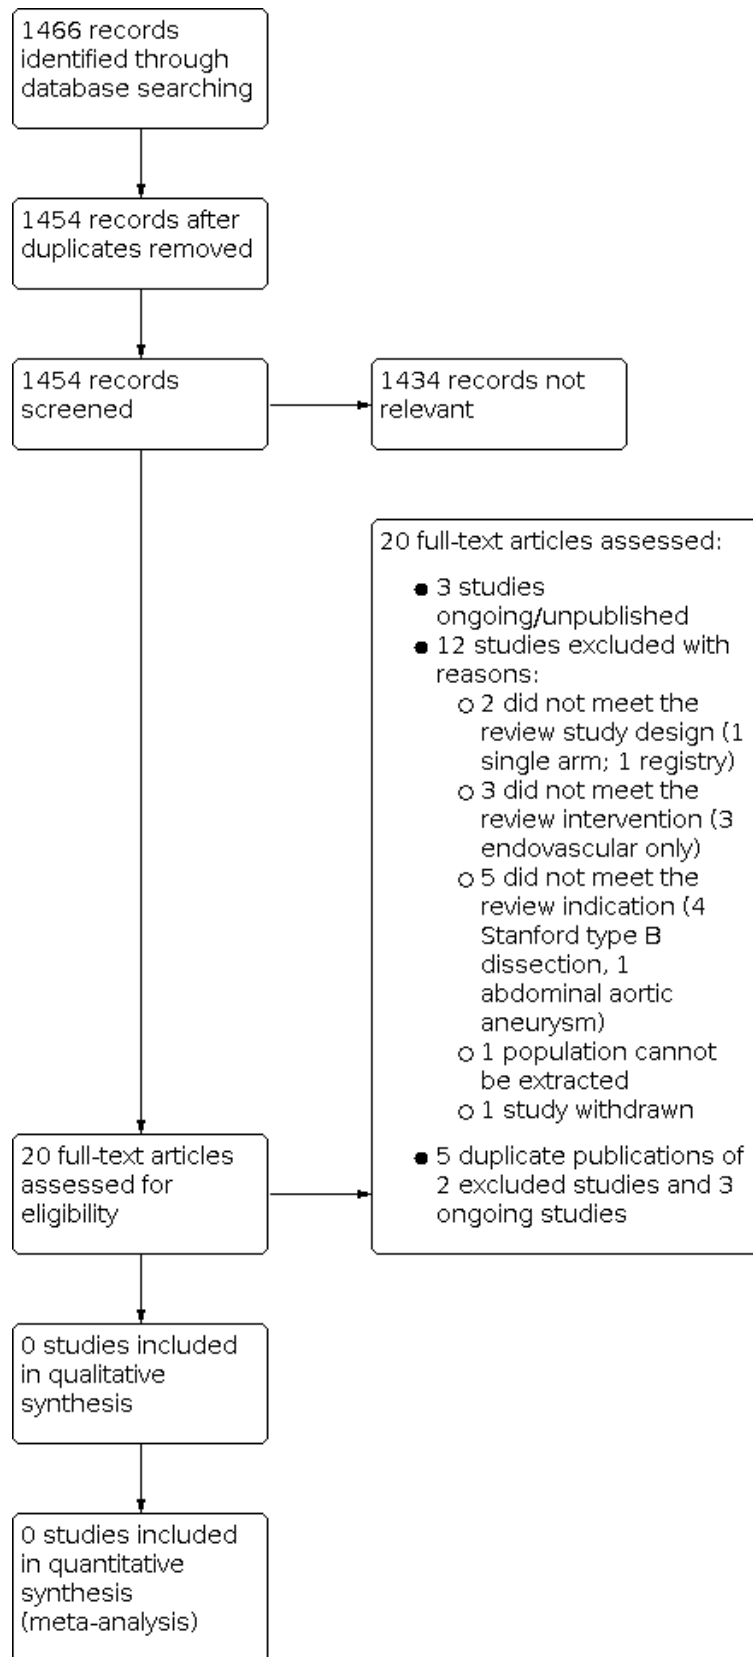 1466 records
identified through
database searching
1454 records after
duplicates removed
1454 records
screened
1434 records not
relevant
20 full-text articles assessed:
● 3 studies
ongoing/unpublished
● 12 studies excluded with
reasons:
○ 2 did not meet the
review study design (1
single arm; 1 registry)
○ 3 did not meet the
review intervention (3
endovascular only)
○ 5 did not meet the
review indication (4
Stanford type B
dissection, 1
abdominal aortic
aneurysm)
○ 1 population cannot
be extracted
○ 1 study withdrawn
● 5 duplicate publications of
2 excluded studies and 3
ongoing studies
20 full-text articles
assessed for
eligibility
0 studies included
in qualitative
synthesis
0 studies included
in quantitative
synthesis
(meta-analysis)